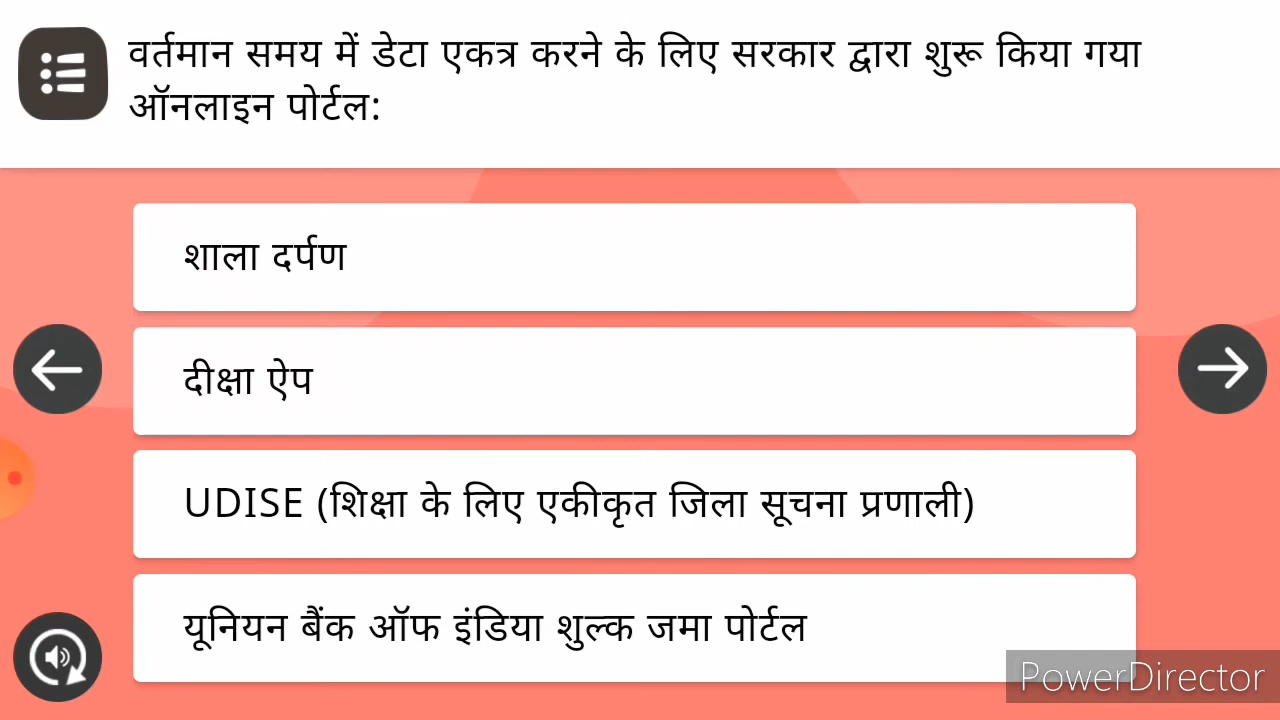 वर्तमान समय में डेटा एकत्र करने के लिए सरकार द्वारा शुरू किया गया
ऑनलाइन पोर्टल:
शाला दर्पण
दीक्षा ऐप
UDISE (शिक्षा के लिए एकीकृत जिला सूचना प्रणाली)
यूनियन बैंक ऑफ इंडिया शुल्क जमा पोर्टल
PowerDirector